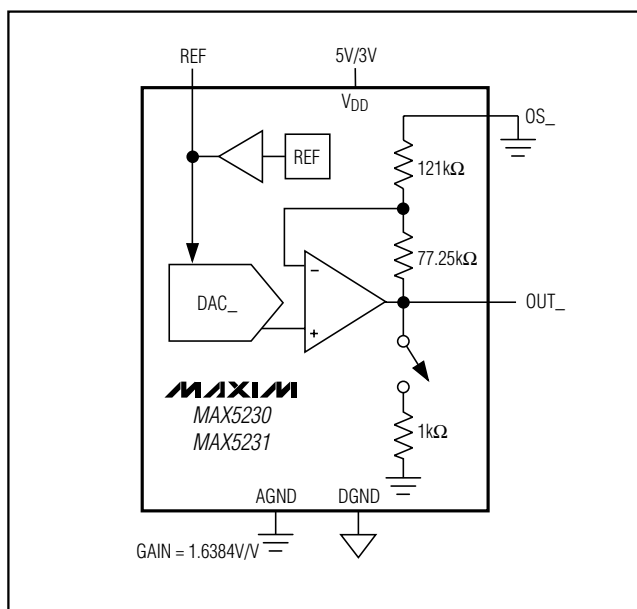 REF
5V/3V
VDD
OS_
REF
121kΩ
77.25kΩ
−
+
DAC_
OUT_
MAXIM
MAX5230
MAX5231
1kΩ
AGND
DGND
GAIN = 1.6384V/V